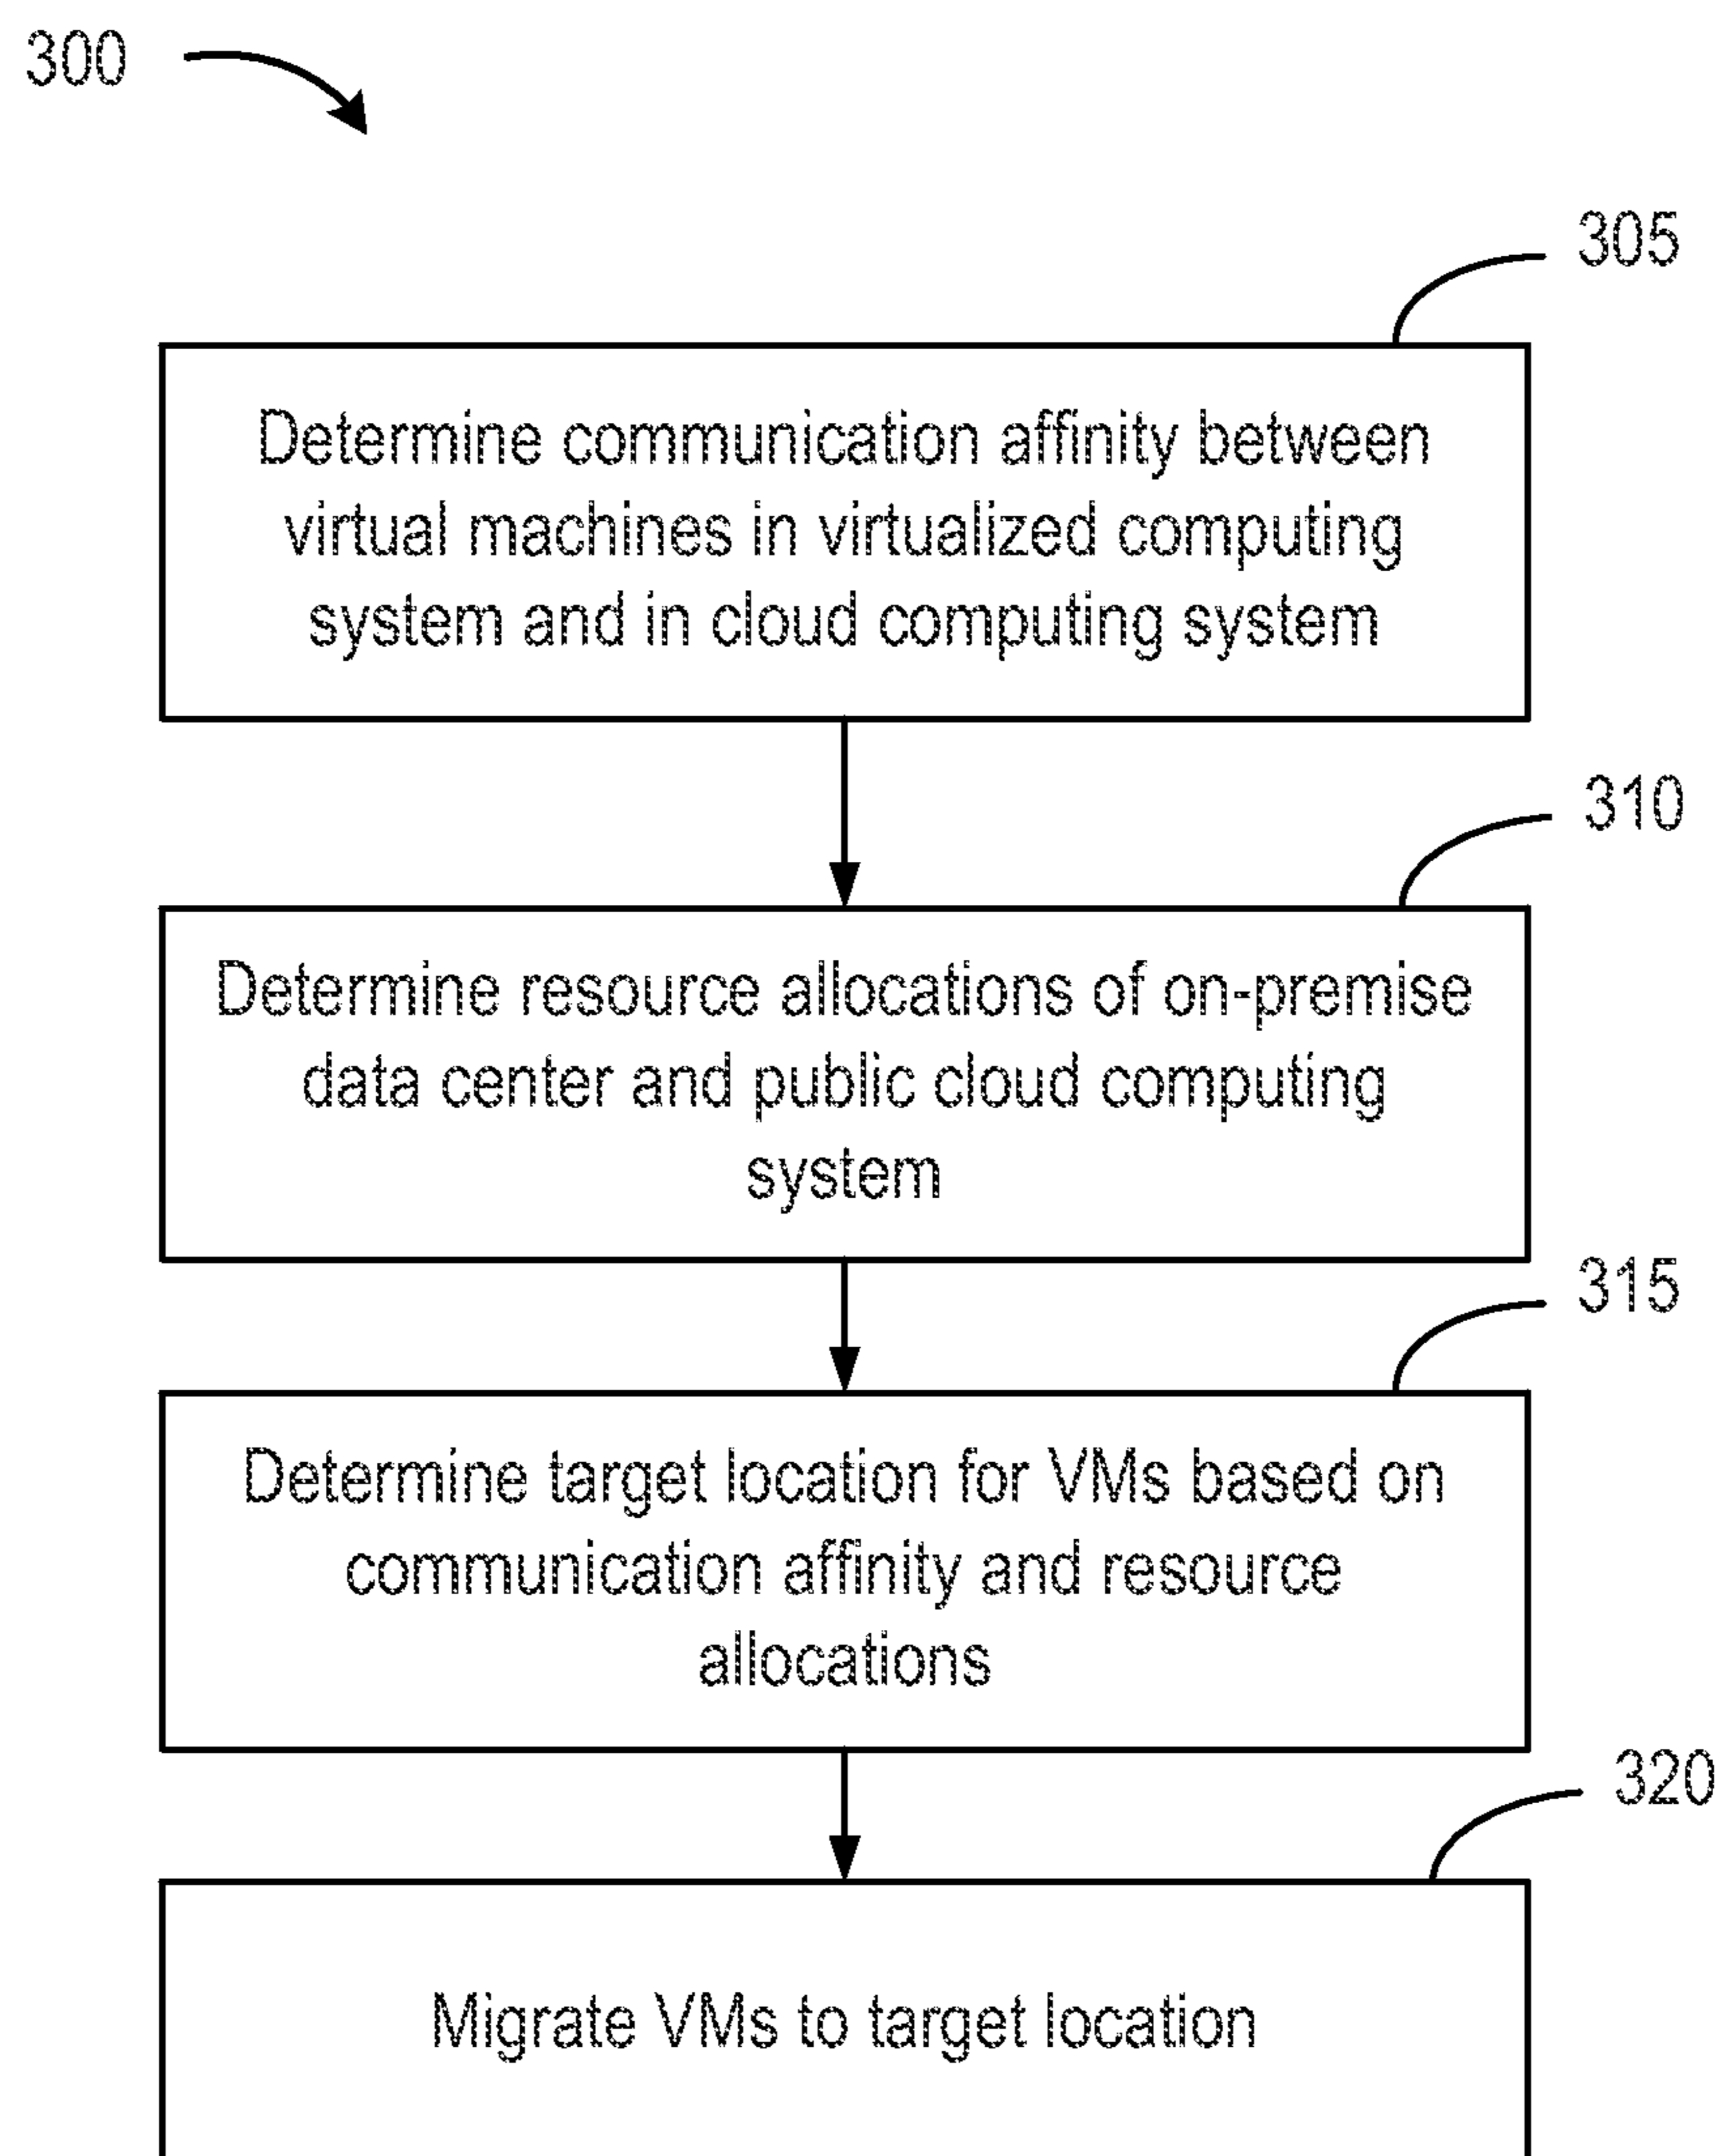 300
305
Determine communication affinity between
virtual machines in virtualized computing
system and in cloud computing system
310
Determine resource allocations of on-premise
data center and public cloud computing
system
315
Determine target location for VMs based on
communication affinity and resource
allocations
320
Migrate VMs to target location